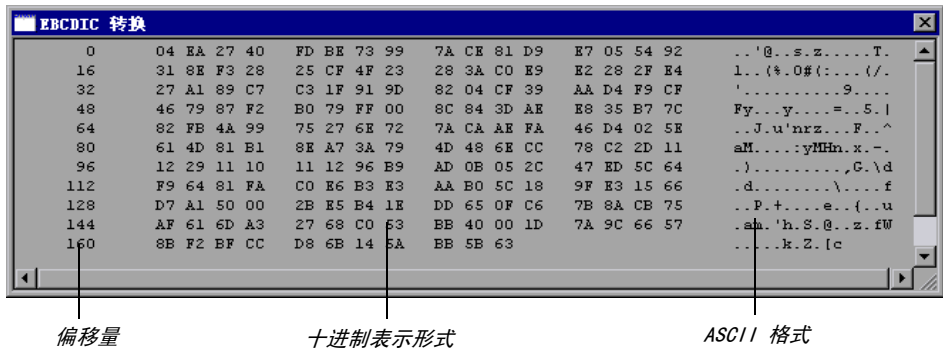 EBCDIC 转换
0 04 EA 27 40 FD BE 73 99 7A CE 81 D9 E7 05 54 92 ..'@..s.z.....T.
16 31 8E F3 28 25 CF 4F 23 28 3A C0 E9 E2 28 2F E4 1..(%.O#(:...(/.
32 27 A1 89 C7 C3 1F 91 9D 82 04 CF 39 AA D4 F9 CF '..........9....
48 46 79 87 F2 B0 79 FF 00 8C 84 3D AE E8 35 B7 7C Fy...y....=..5.|
64 82 FB 4A 99 75 27 6E 72 7A CA AE FA 46 D4 02 5E ..J.u'nrz...F..^
80 61 4D 81 B1 8E A7 3A 79 4D 48 6E CC 78 C2 2D 11 aM....:yMHn.x.-.
96 12 29 11 10 11 12 96 B9 AD 0B 05 2C 47 ED 5C 64 .).........,G.\d
112 F9 64 81 FA C0 E6 B3 E3 AA B0 5C 18 9F E3 15 66 .d........\....f
128 D7 A1 50 00 2B E5 B4 1E DD 65 0F C6 7B 8A CB 75 ..P.+....e..{..u
144 AF 61 6D A3 27 68 C0 53 BB 40 00 1D 7A 9C 66 57 .am.'h.S.@..z.fW
160 8B F2 BF CC D8 6B 14 5A BB 5B 63 .....k.Z.[c
偏移量 十进制表示形式 ASCII 格式